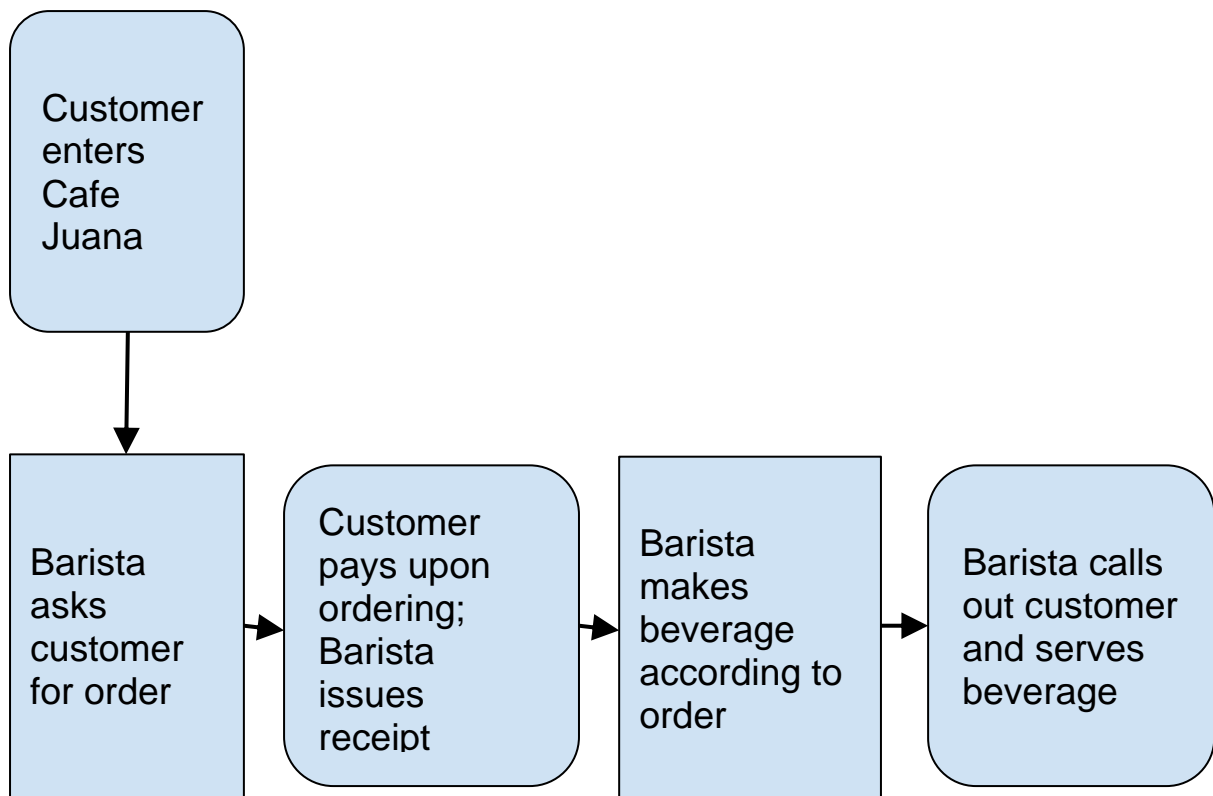 Customer
enters
Cafe
Juana
Barista
asks
customer
for order
Customer
pays upon
ordering;
Barista
issues
receipt
Barista
makes
beverage
according to
order
Barista calls
out customer
and serves
beverage